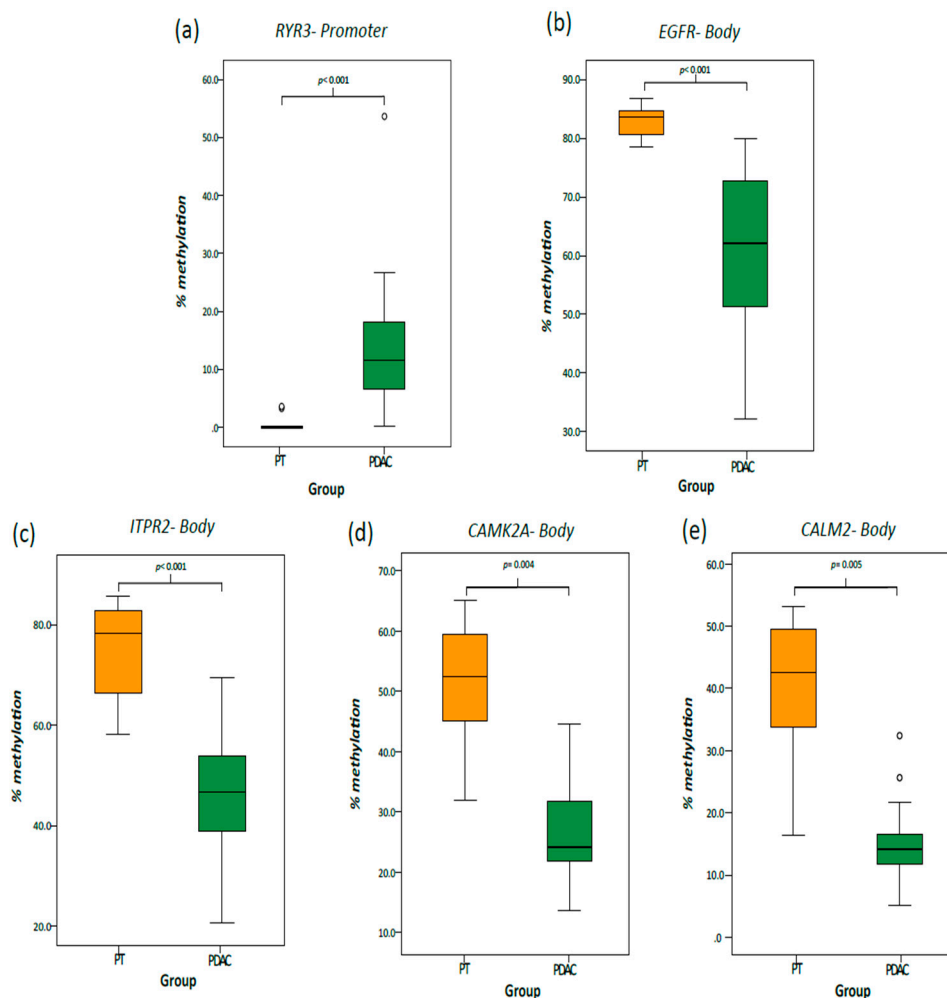 (a)
RYR3- Promoter
p< 0.001
60.0
50.0
40.0
30.0
20.0
10.0
.0
% methylation
PT
PDAC
Group
(b)
EGFR- Body
p< 0.001
90.0
80.0
70.0
60.0
50.0
40.0
30.0
% methylation
PT
PDAC
Group
(c)
ITPR2- Body
p< 0.001
80.0
60.0
40.0
20.0
% methylation
PT
PDAC
Group
(d)
CAMK2A- Body
p= 0.004
70.0
60.0
50.0
40.0
30.0
20.0
10.0
% methylation
PT
PDAC
Group
(e)
CALM2- Body
p= 0.005
60.0
50.0
40.0
30.0
20.0
10.0
.0
% methylation
PT
PDAC
Group